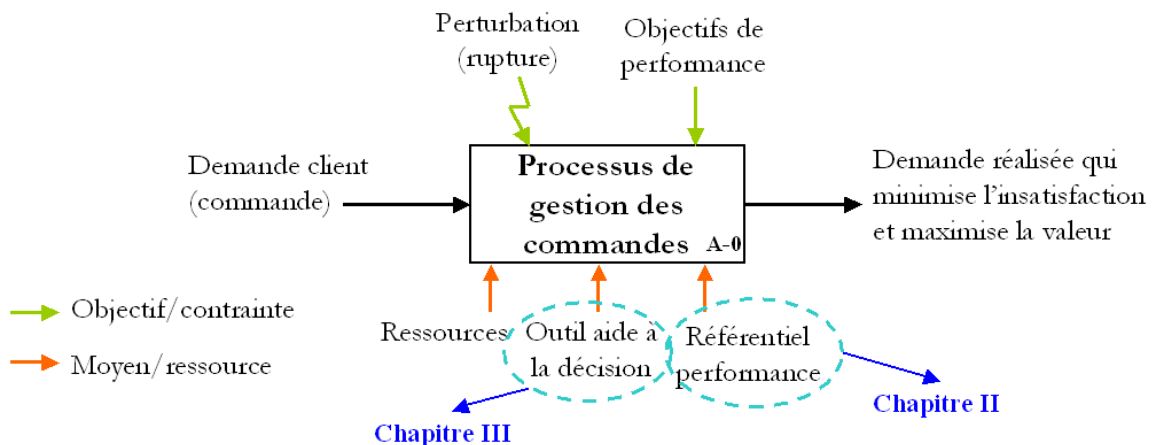 Perturbation
(rupture)
Objectifs de
performance
Demande client
(commande)
Processus de
gestion des
commandes A-0
Demande réalisée qui
minimise l'insatisfaction
et maximise la valeur
Objectif/contrainte
Moyen/ressource
Ressources
Outil aide à
la décision
Référentiel
performance
Chapitre II
Chapitre III